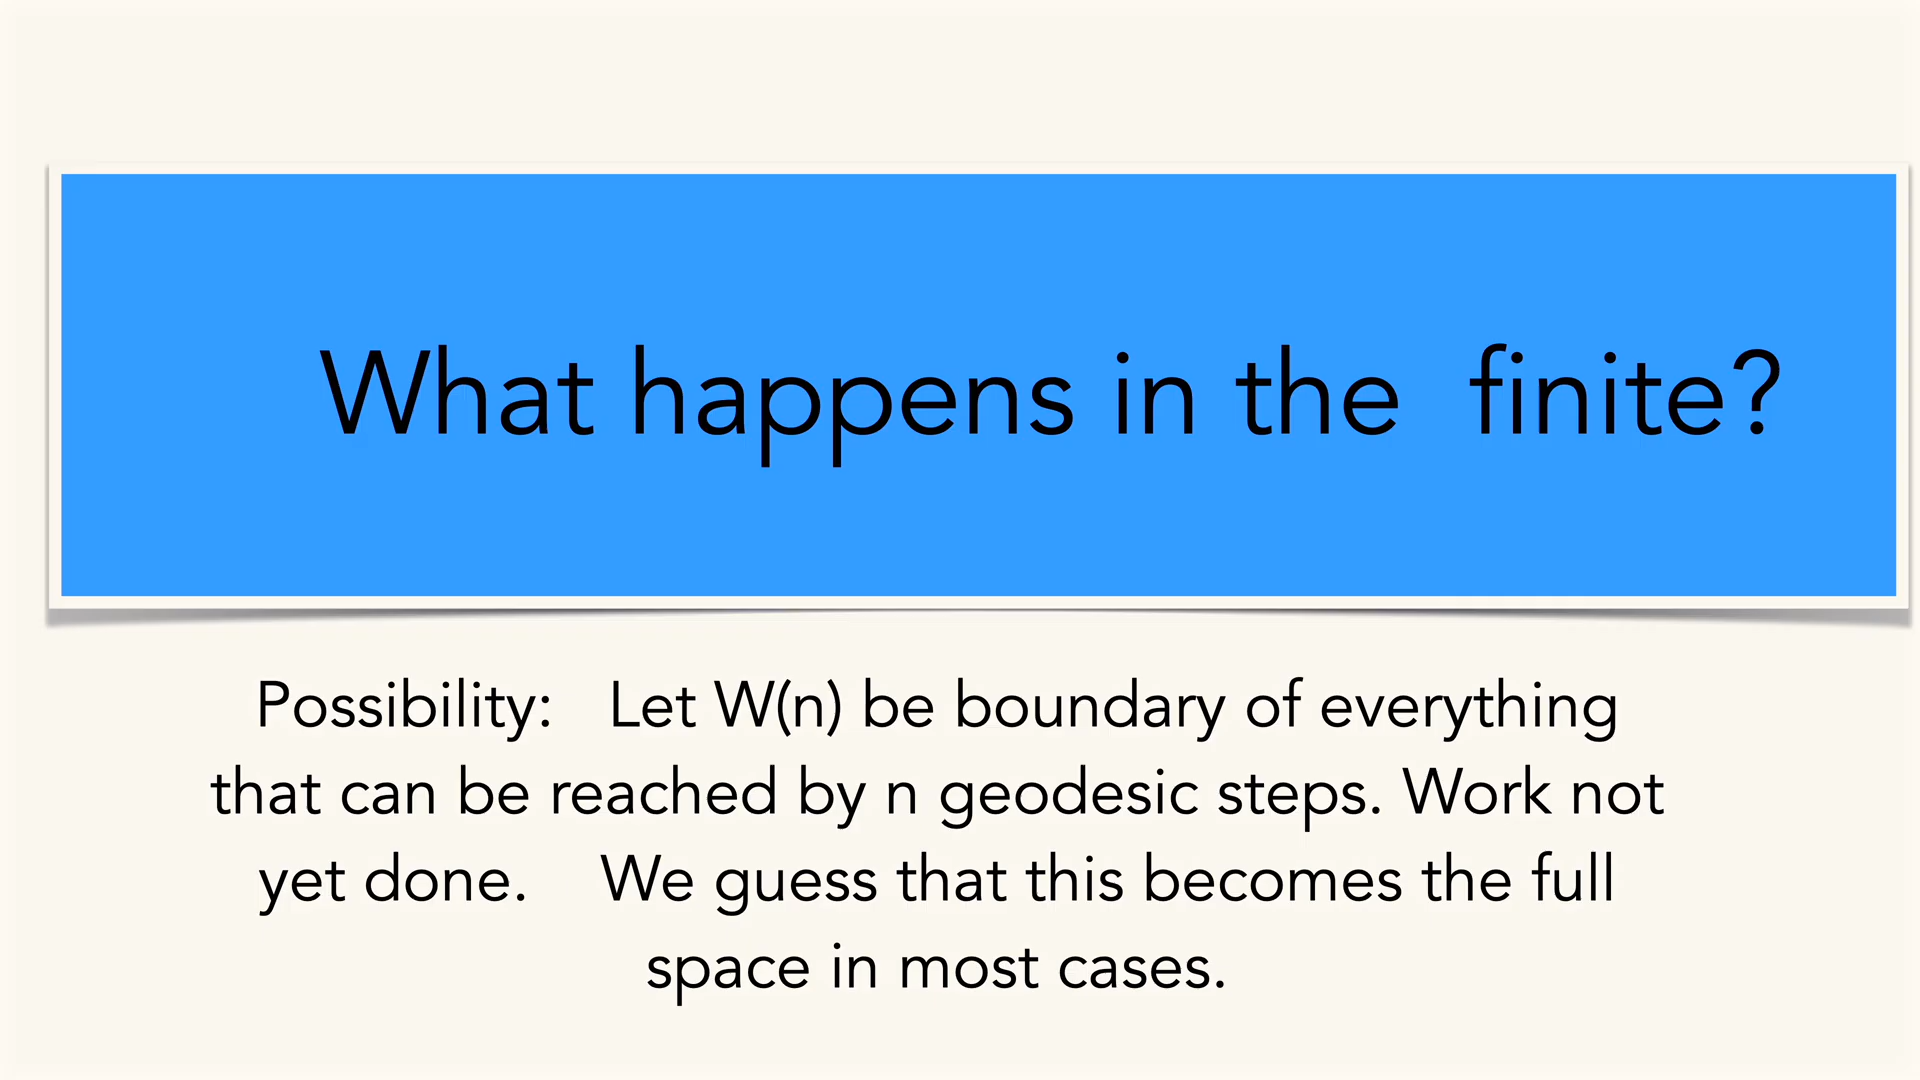 What happens in the finite?
Possibility: Let W(n) be boundary of everything
that can be reached by n geodesic steps. Work not
yet done. We guess that this becomes the full
space in most cases.